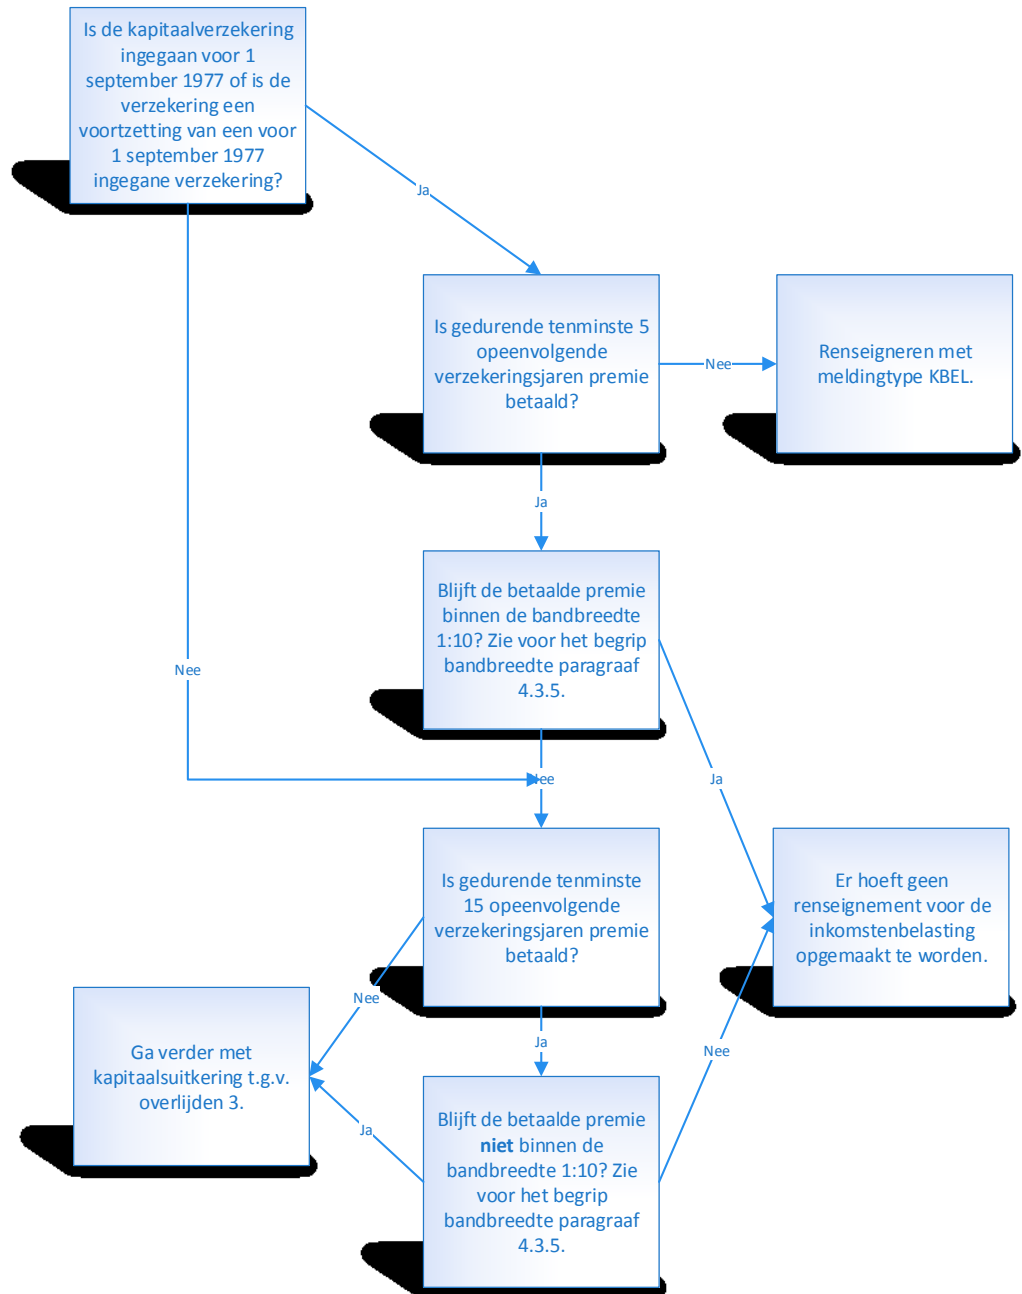 Is de kapitaalverzekering
ingegaan voor 1
september 1977 of is de
verzekering een
voortzetting van een voor
1 september 1977
ingegane verzekering?
Ja
Is gedurende tenminste 5
opeenvolgende
verzekeringsjaren premie
betaald?
Nee
Renseigneren met
meldingtype KBEL.
Ja
Blijft de betaalde premie
binnen de bandbreedte
1:10? Zie voor het begrip
bandbreedte paragraaf
4.3.5.
Nee
Ja
Nee
Is gedurende tenminste
15 opeenvolgende
verzekeringsjaren premie
betaald?
Er hoeft geen
renseignement voor de
inkomstenbelasting
opgemaakt te worden.
Nee
Ja
Nee
Ga verder met
kapitaalsuitkering t.g.v.
overlijden 3.
Ja
Blijft de betaalde premie
niet binnen de
bandbreedte 1:10? Zie
voor het begrip
bandbreedte paragraaf
4.3.5.